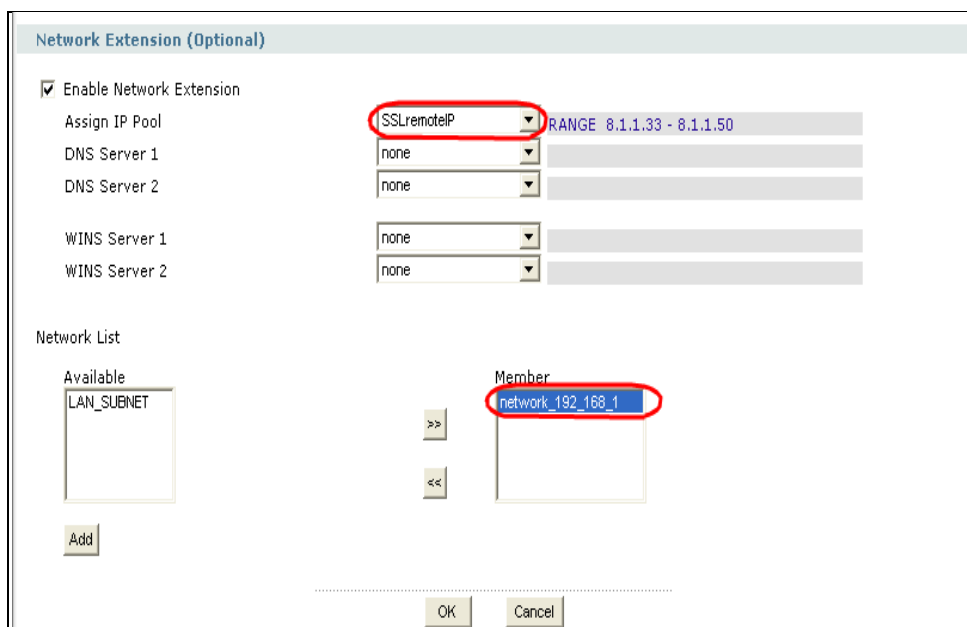 Network Extension (Optional)
Enable Network Extension
Assign IP Pool SSLremoteIP RANGE 8.1.1.33 - 8.1.1.50
DNS Server 1 none
DNS Server 2 none
WINS Server 1 none
WINS Server 2 none
Network List
Available Member
LAN_SUBNET network_192_168_1
>>
<<
Add
OK Cancel